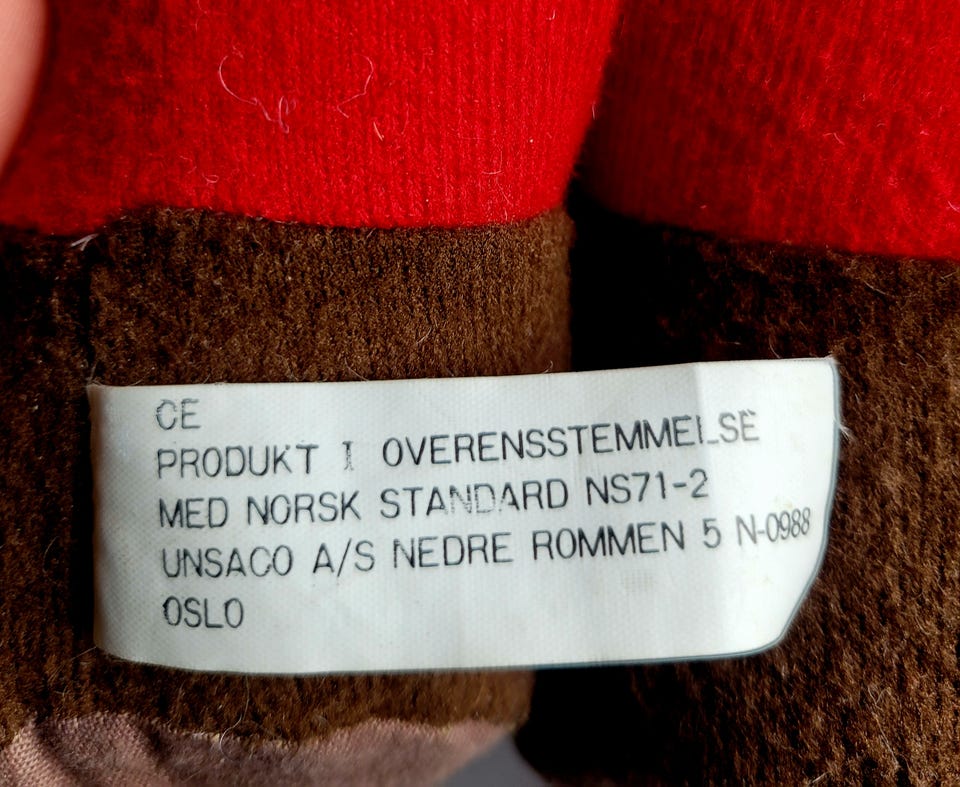 CE
PRODUKT I OVERENSSTEMMELSE
MED NORSK STANDARD NS71-2
UNSACO A/S NEDRE ROMMEN 5 N-0988
OSLO